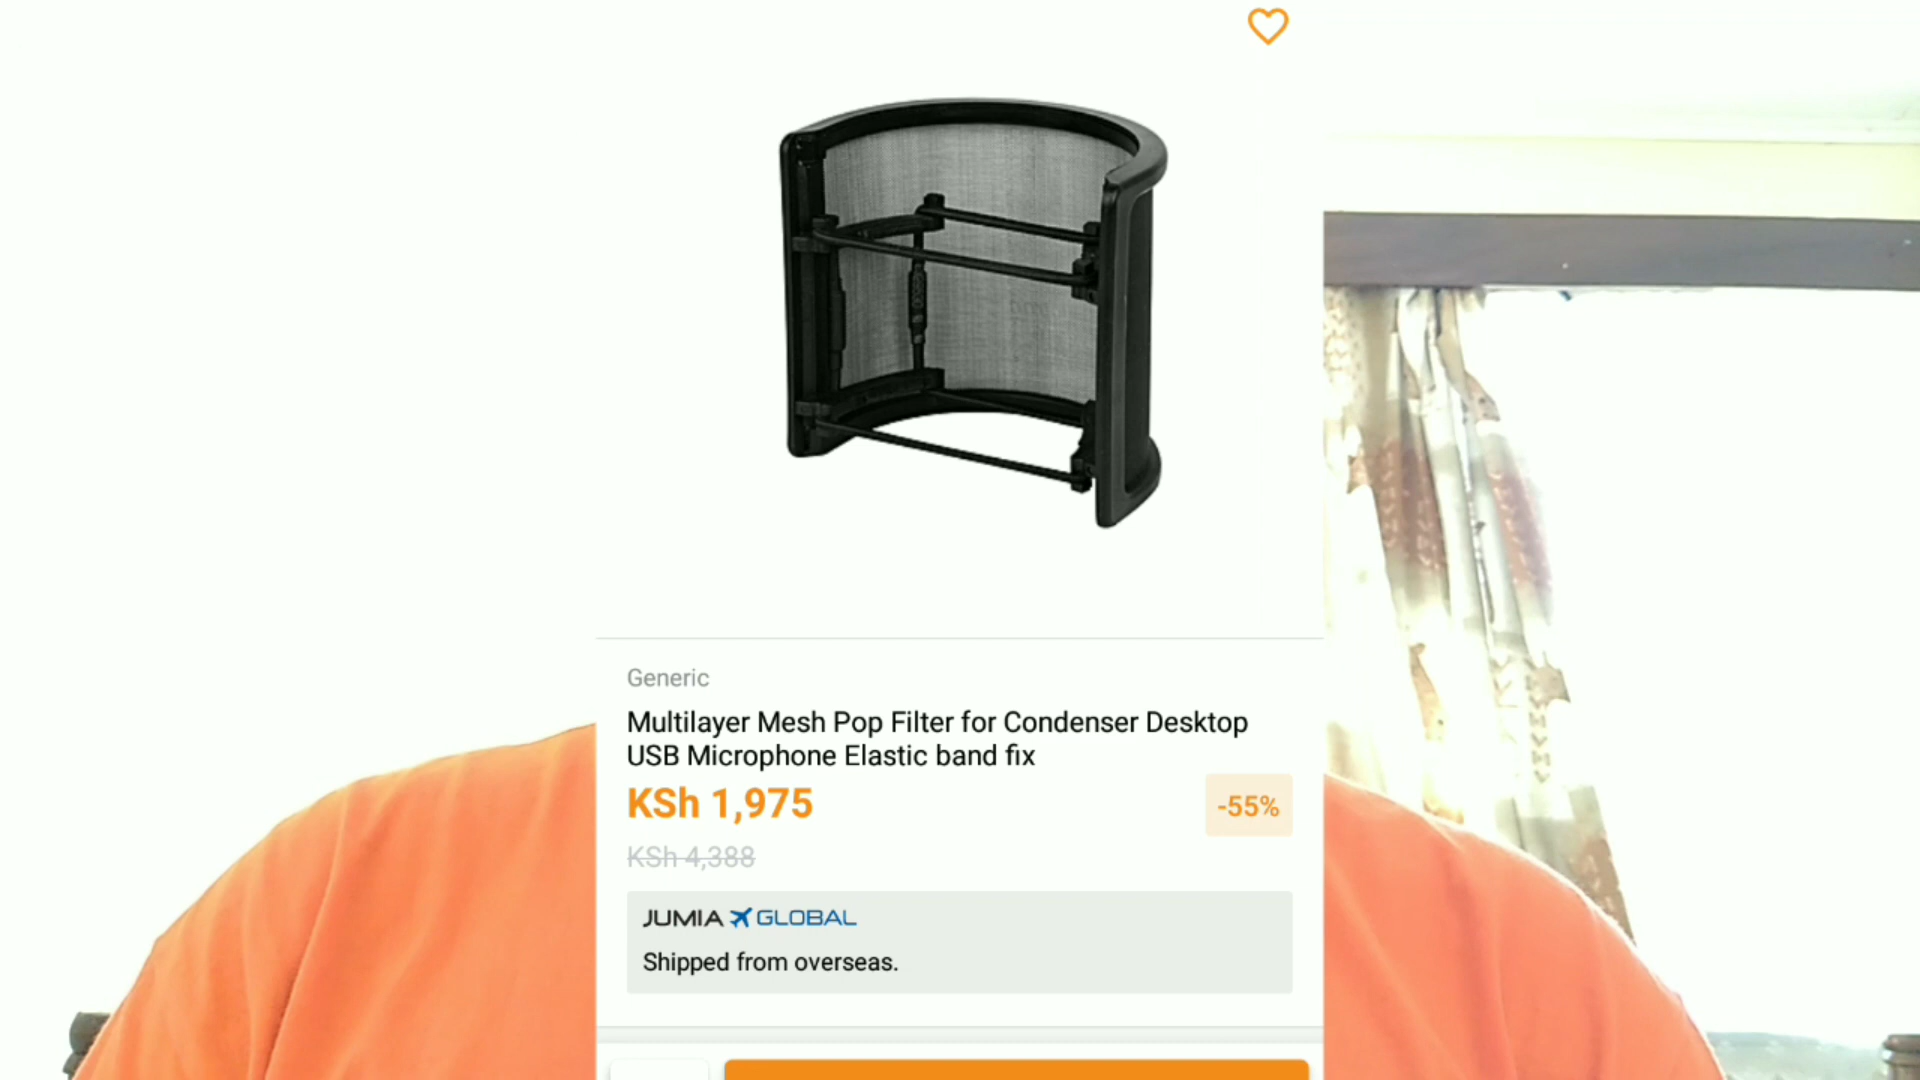 Generic
Multilayer Mesh Pop Filter for Condenser Desktop
USB Microphone Elastic band fix
KSh 1,975
-55%
KSh 4,388
JUMIA GLOBAL
Shipped from overseas.